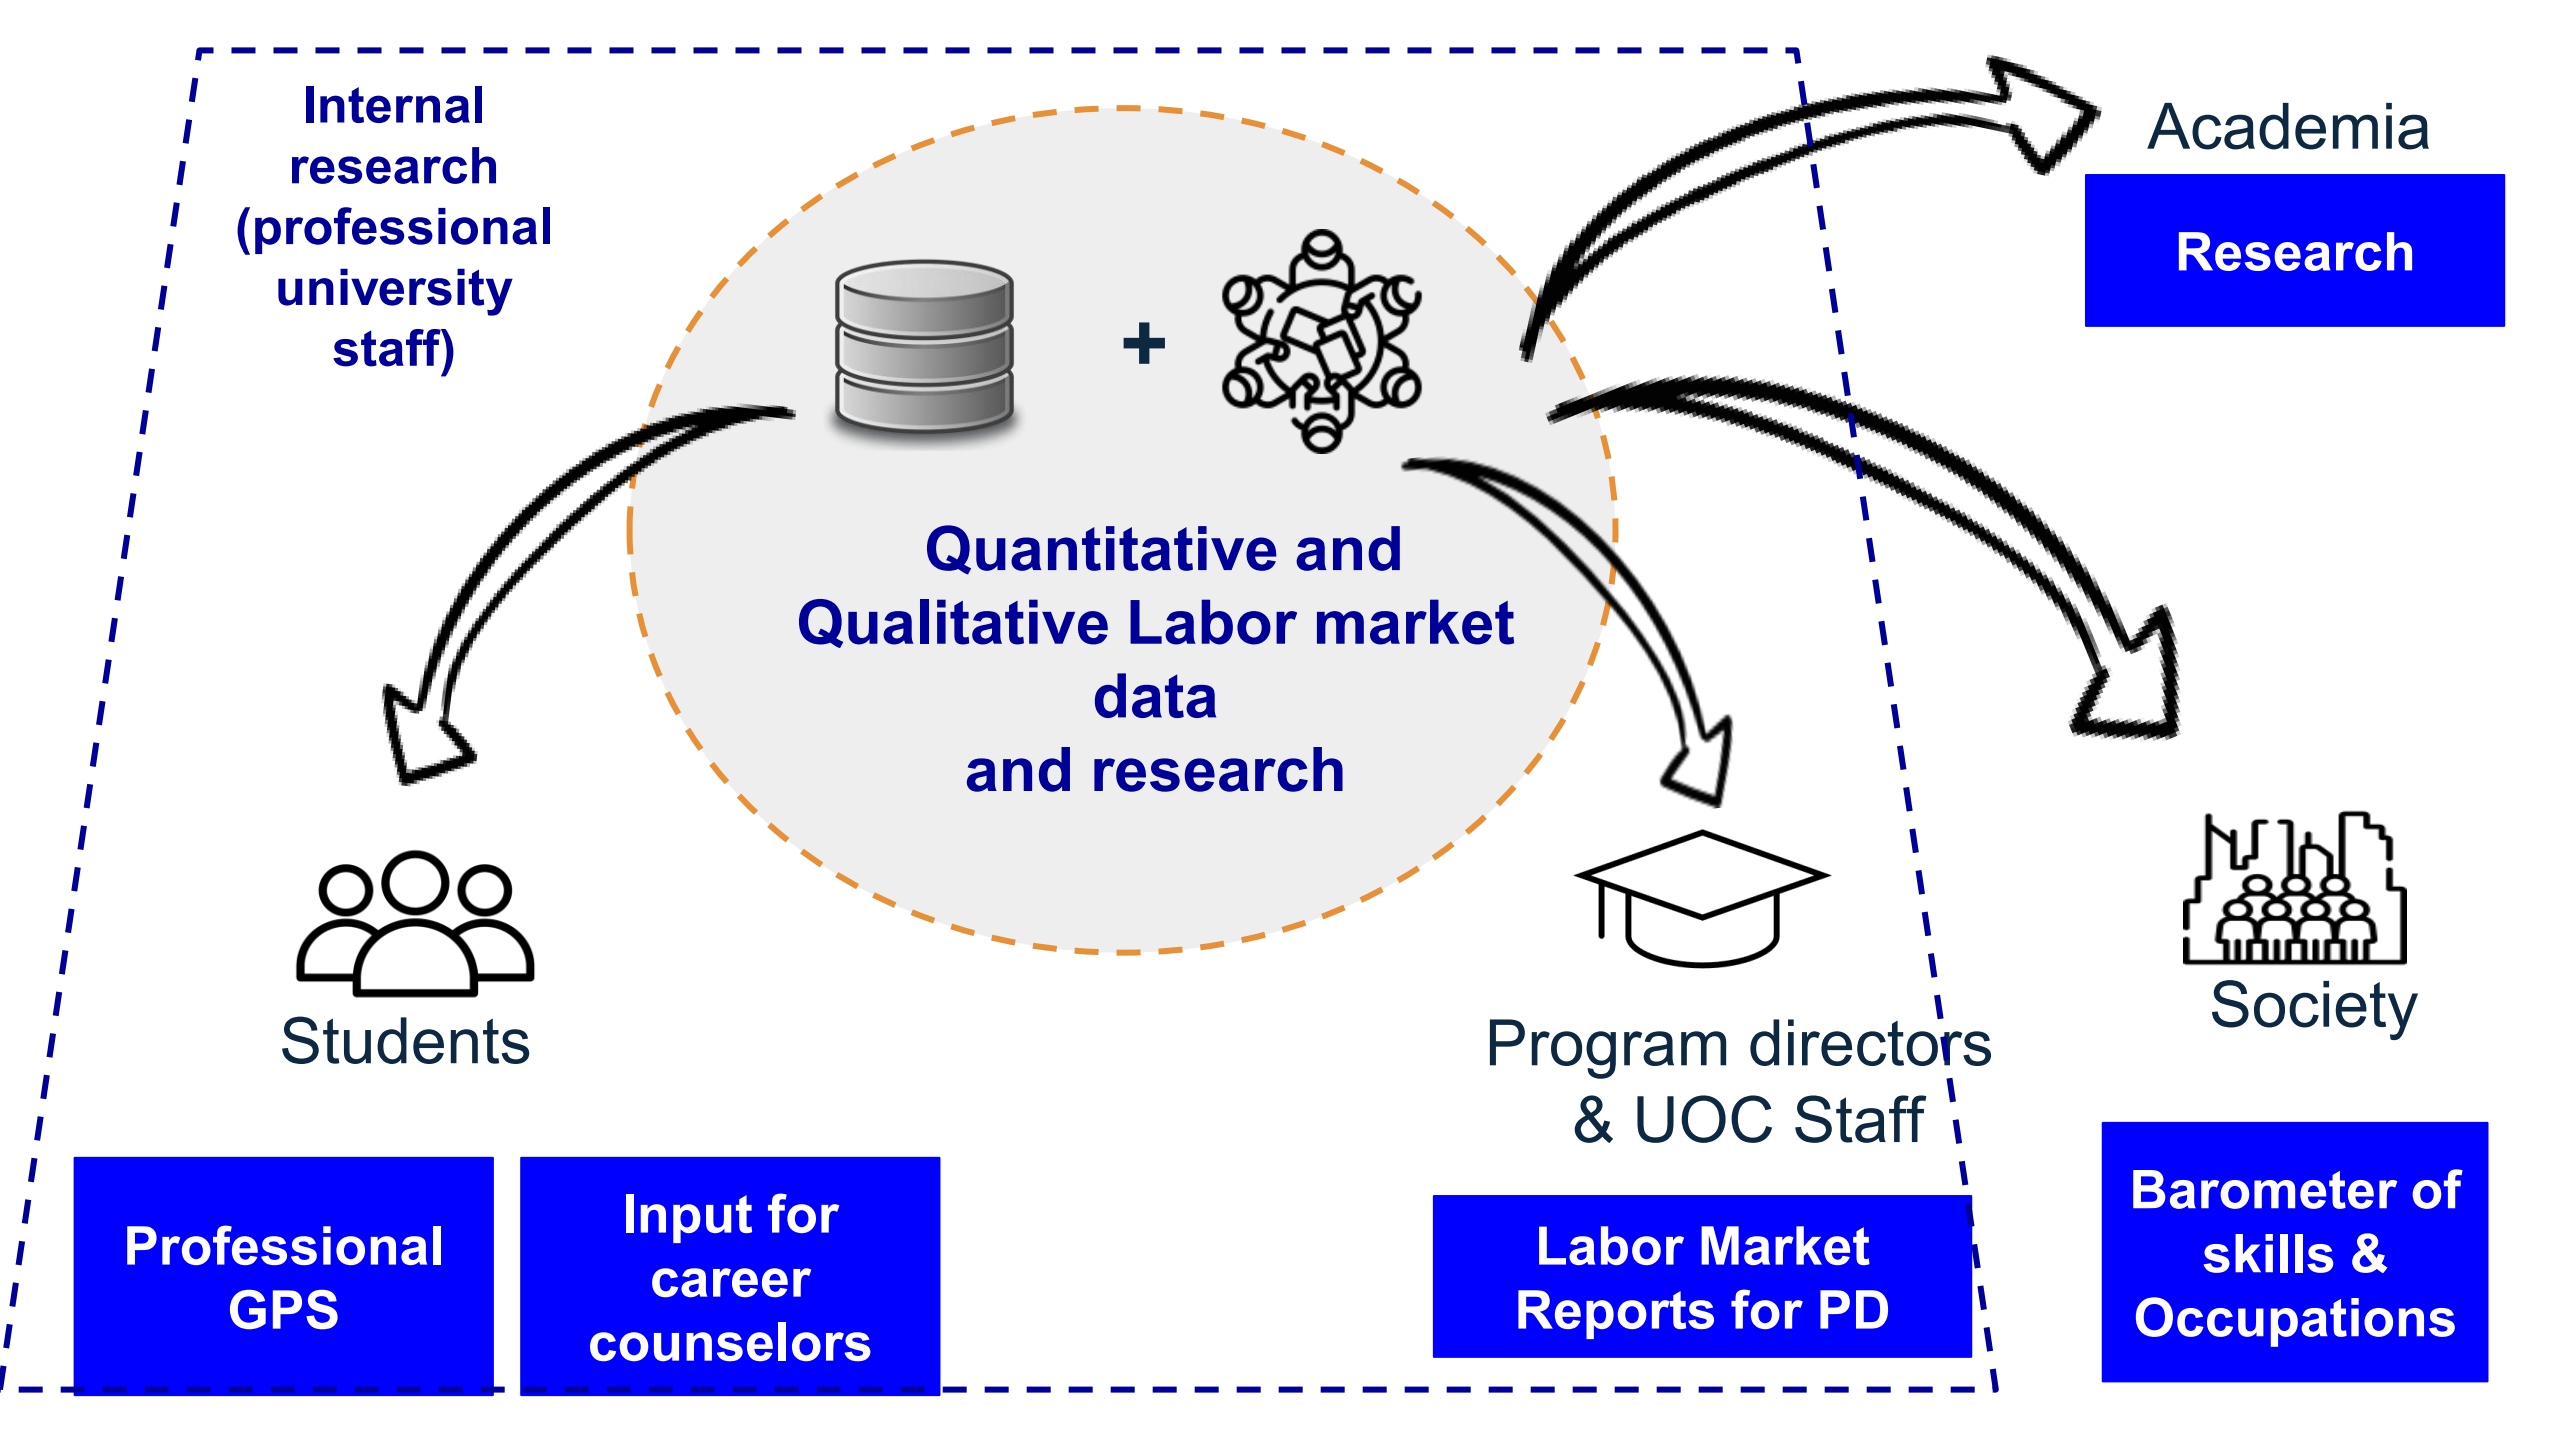 Internal
research
(professional
university
staff)
+
Quantitative and
Qualitative Labor market
data
and research
Academia
Research
Students
Professional
GPS
Input for
career
counselors
Program directors
& UOC Staff
Labor Market
Reports for PD
Society
Barometer of
skills &
Occupations